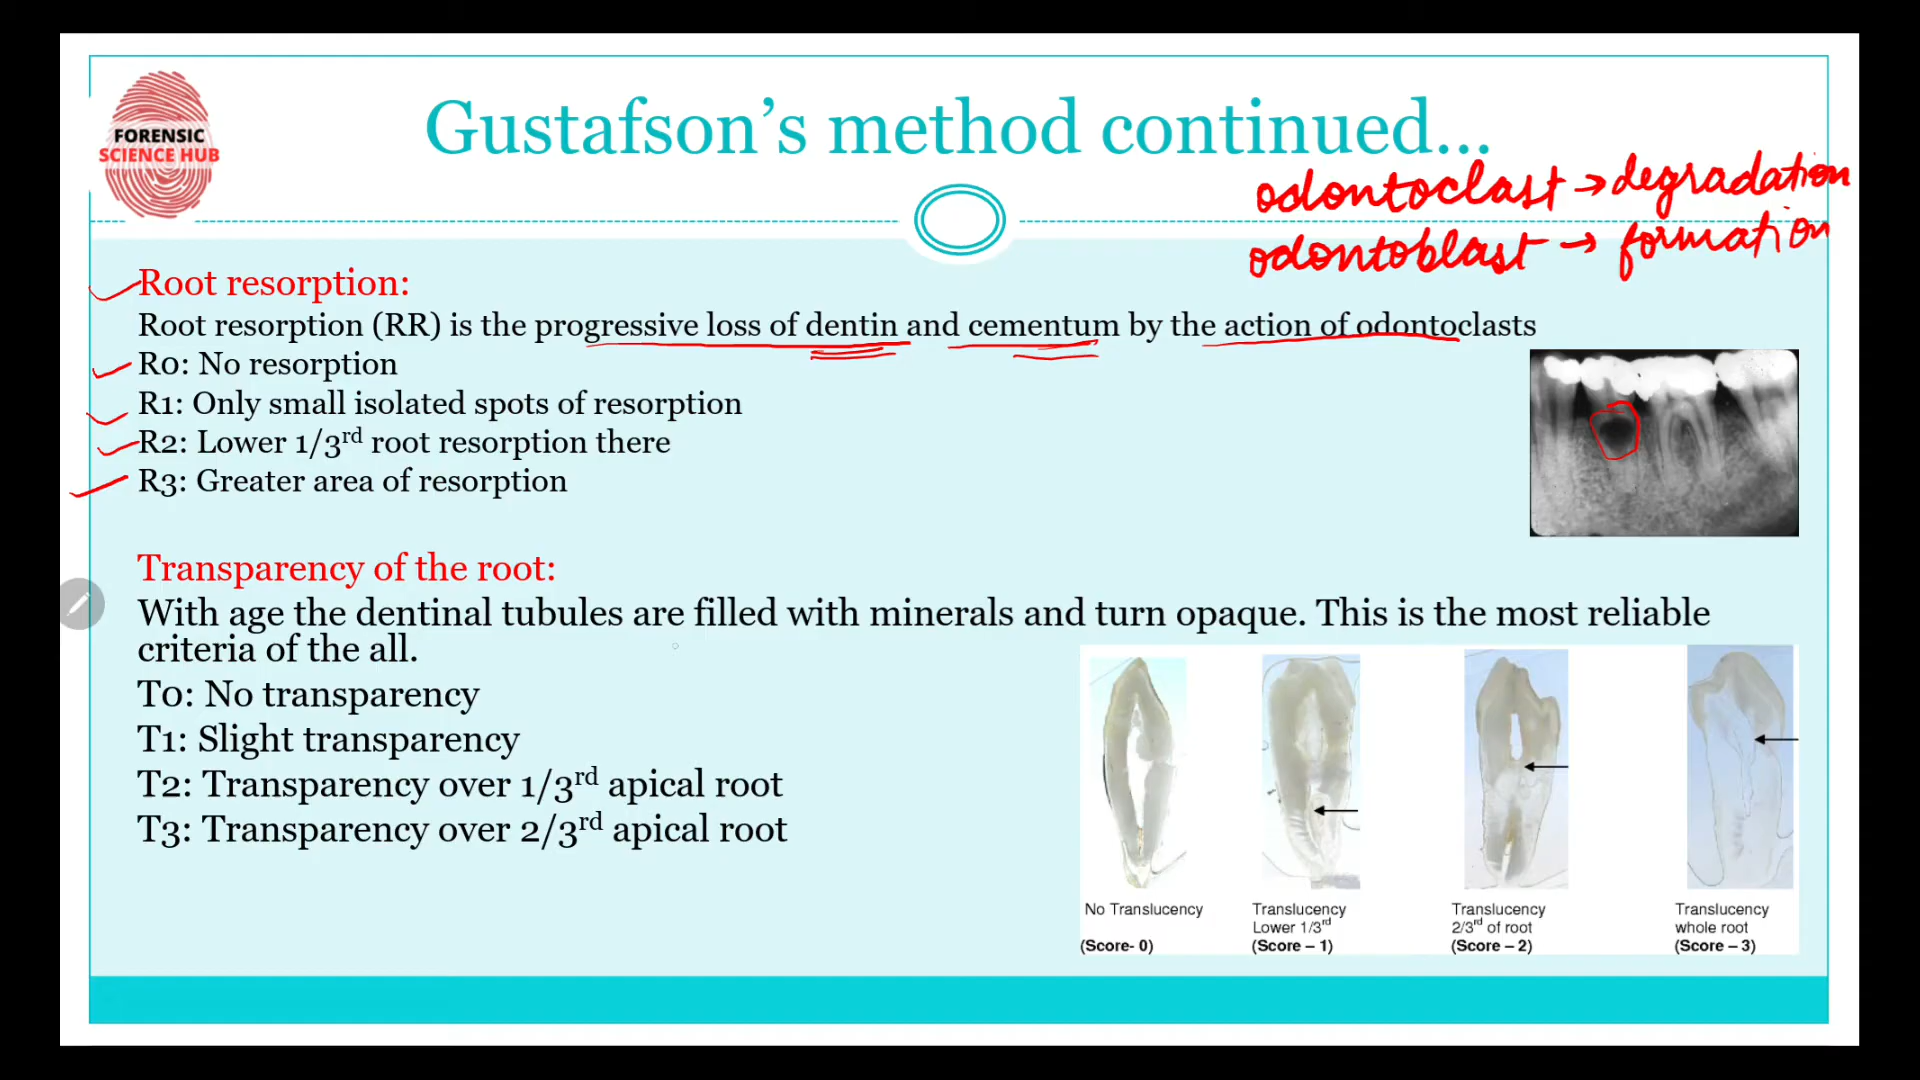 FORENSIC
SCIENCE HUB
Gustafson’s method continued…
odontoclast → degradation
odontoblast → formation
Root resorption:
Root resorption (RR) is the progressive loss of dentin and cementum by the action of odontoclasts
R0: No resorption
R1: Only small isolated spots of resorption
R2: Lower 1/3rd root resorption there
R3: Greater area of resorption
Transparency of the root:
With age the dentinal tubules are filled with minerals and turn opaque. This is the most reliable
criteria of the all.
T0: No transparency
T1: Slight transparency
T2: Transparency over 1/3rd apical root
T3: Transparency over 2/3rd apical root
No Translucency
(Score- 0)
Translucency
Lower 1/3rd
(Score – 1)
Translucency
2/3rd of root
(Score – 2)
Translucency
whole root
(Score – 3)